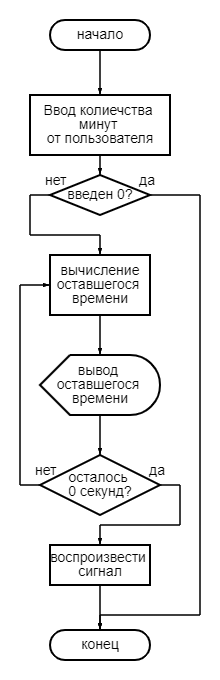 начало
Ввод колиечства
минут
от пользователя
нет
да
введен 0?
вычисление
оставшегося
времени
вывод
оставшегося
времени
нет
да
осталось
0 секунд?
воспроизвести
сигнал
конец